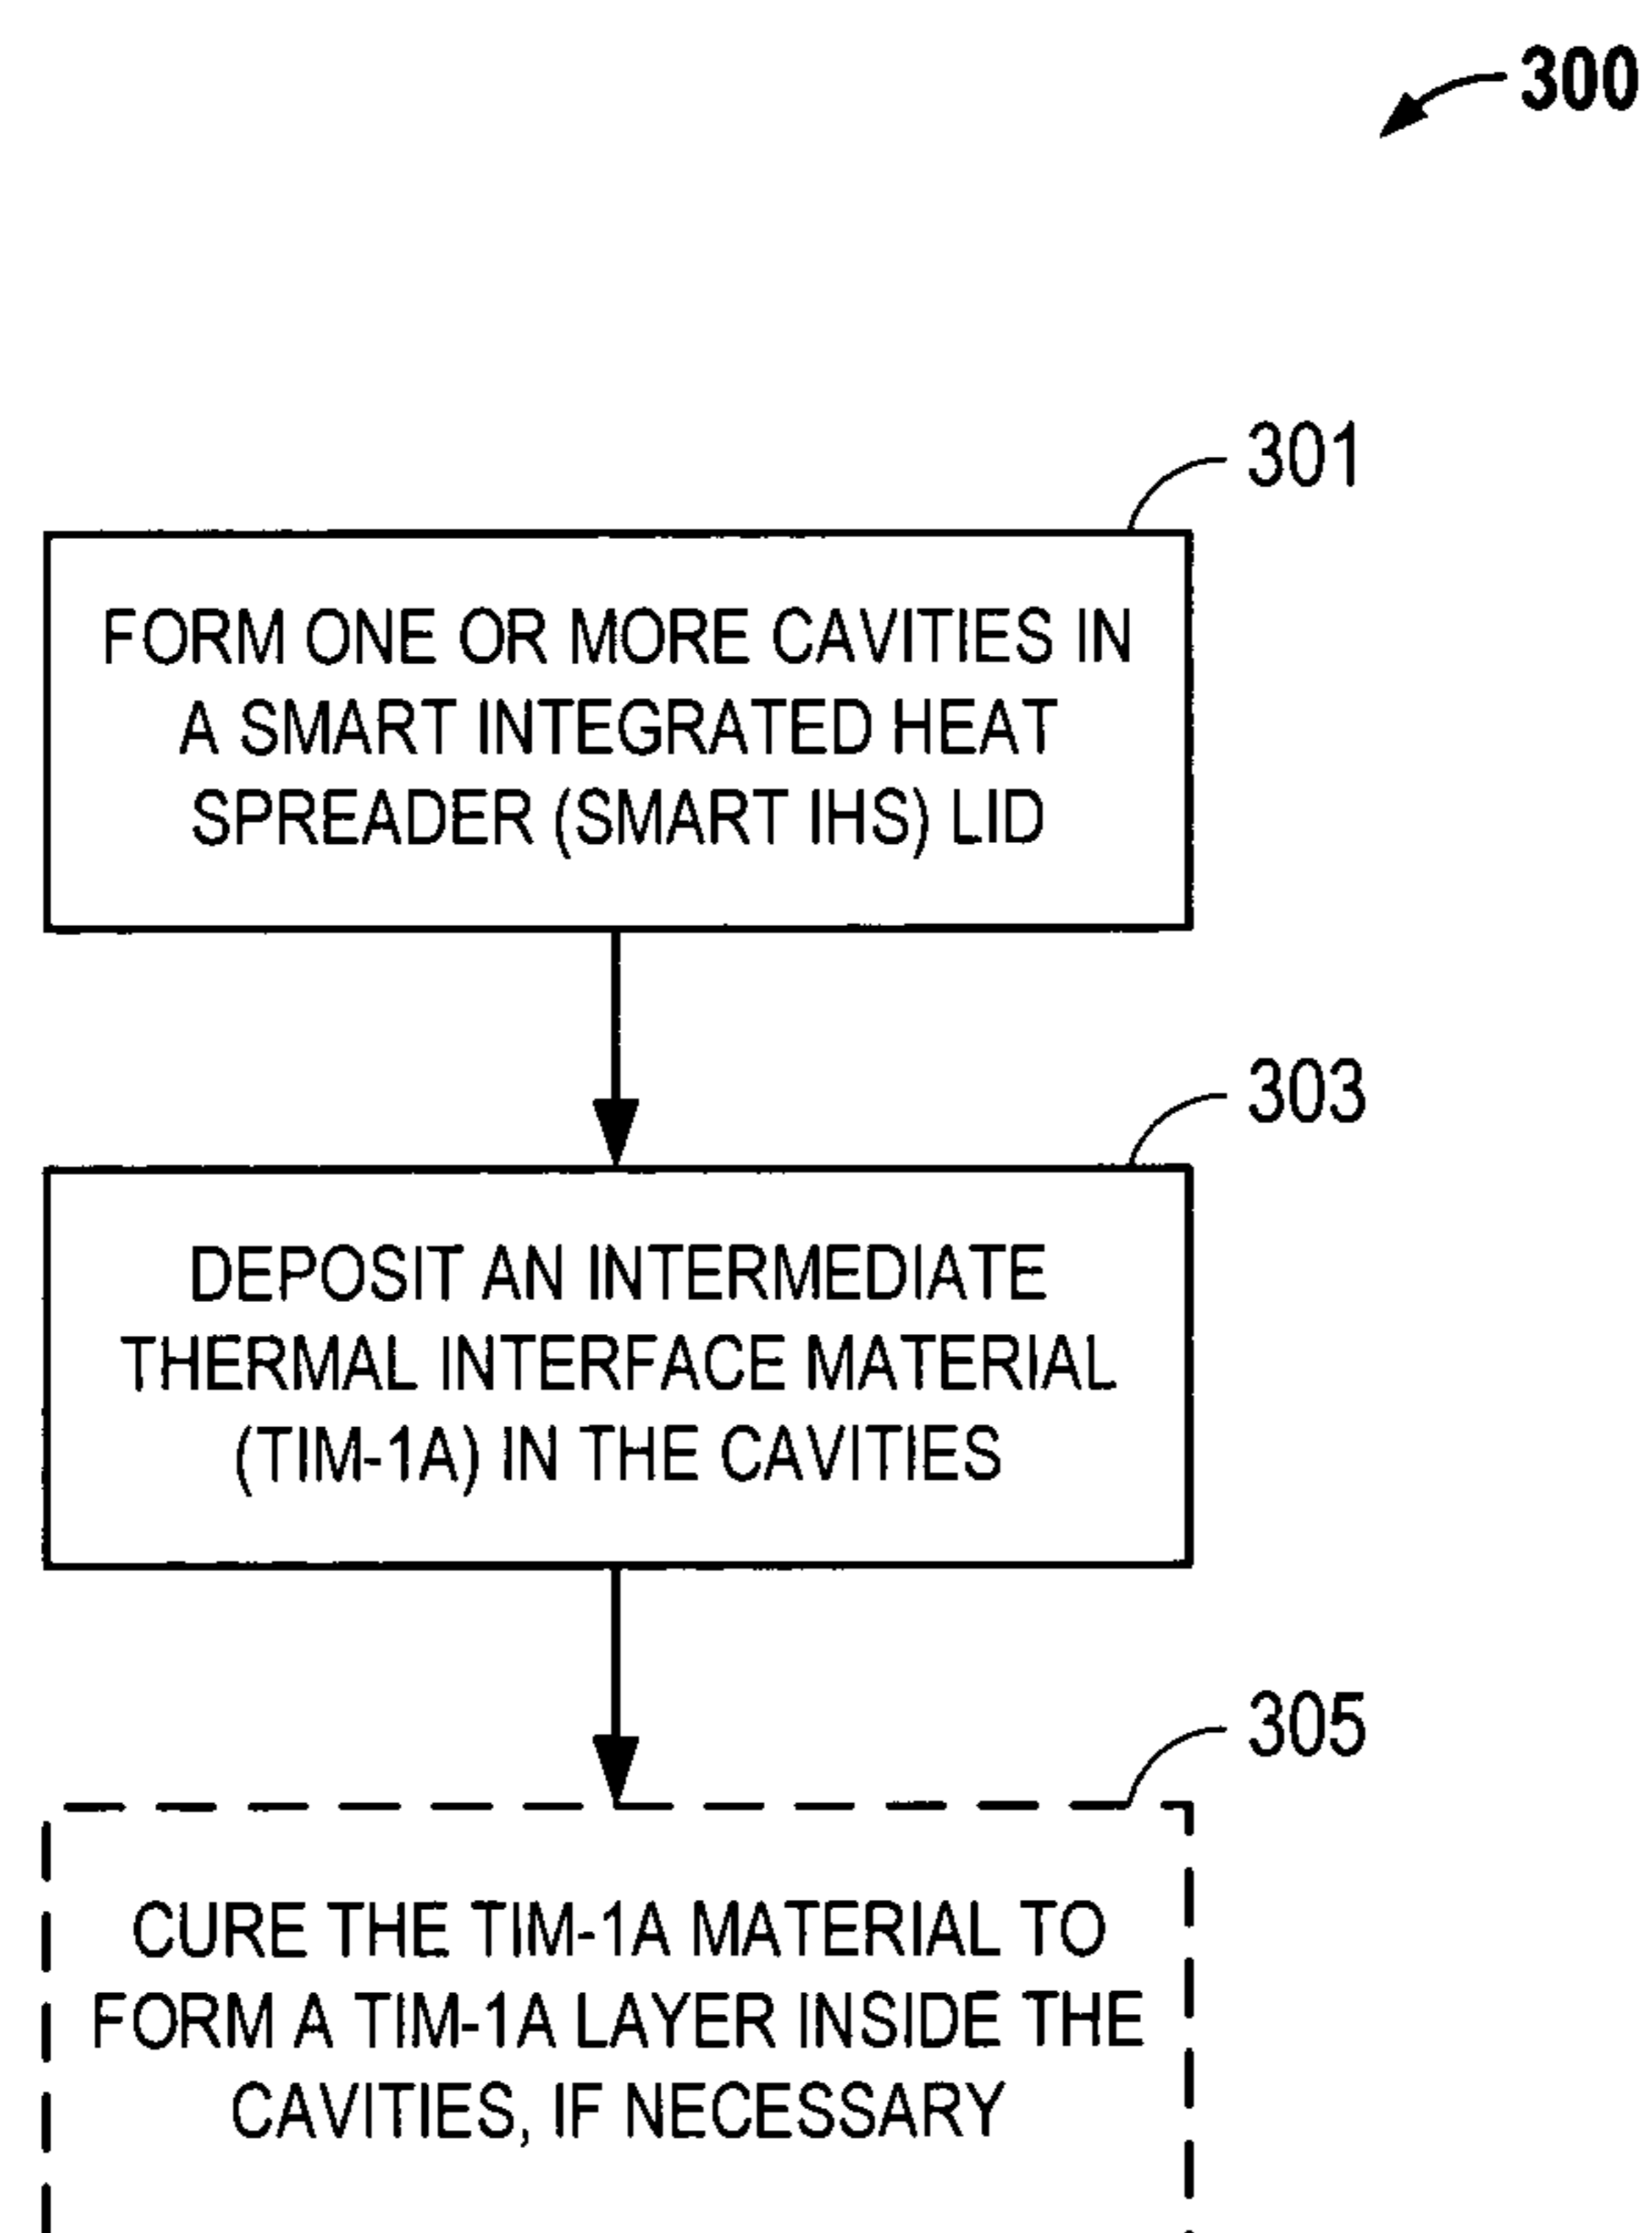 300
301
FORM ONE OR MORE CAVITIES IN
A SMART INTEGRATED HEAT
SPREADER (SMART IHS) LID
303
DEPOSIT AN INTERMEDIATE
THERMAL INTERFACE MATERIAL
(TIM-1A) IN THE CAVITIES
305
CURE THE TIM-1A MATERIAL TO
FORM A TIM-1A LAYER INSIDE THE
CAVITIES, IF NECESSARY